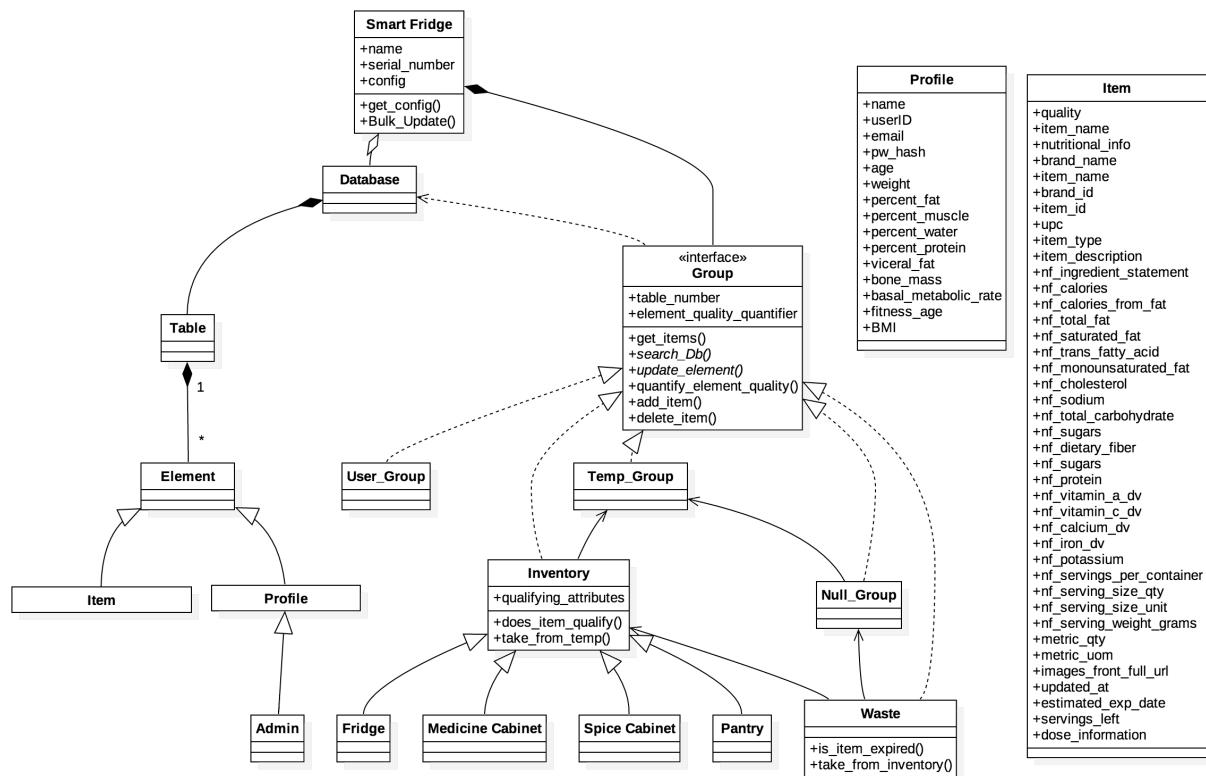 Smart Fridge
+name
+serial_number
+config
+get_config()
+Bulk_Update()
Database
Table
1
*
Element
Item
Profile
Admin
«interface»
Group
+table_number
+element_quality_quantifier
+get_items()
+search_Db()
+update_element()
+quantify_element_quality()
+add_item()
+delete_item()
User_Group
Temp_Group
Inventory
+qualifying_attributes
+does_item_qualify()
+take_from_temp()
Null_Group
Fridge
Medicine Cabinet
Spice Cabinet
Pantry
Waste
+is_item_expired()
+take_from_inventory()
Profile
+name
+userID
+email
+pw_hash
+age
+weight
+percent_fat
+percent_muscle
+percent_water
+percent_protein
+viceral_fat
+bone_mass
+basal_metabolic_rate
+fitness_age
+BMI
Item
+quality
+item_name
+nutritional_info
+brand_name
+item_name
+brand_id
+item_id
+upc
+item_type
+item_description
+nf_ingredient_statement
+nf_calories
+nf_calories_from_fat
+nf_total_fat
+nf_saturated_fat
+nf_trans_fatty_acid
+nf_monounsaturated_fat
+nf_cholesterol
+nf_sodium
+nf_total_carbohydrate
+nf_sugars
+nf_dietary_fiber
+nf_sugars
+nf_protein
+nf_vitamin_a_dv
+nf_vitamin_c_dv
+nf_calcium_dv
+nf_iron_dv
+nf_potassium
+nf_servings_per_container
+nf_serving_size_qty
+nf_serving_size_unit
+nf_serving_weight_grams
+metric_qty
+metric_uom
+images_front_full_url
+updated_at
+estimated_exp_date
+servings_left
+dose_information